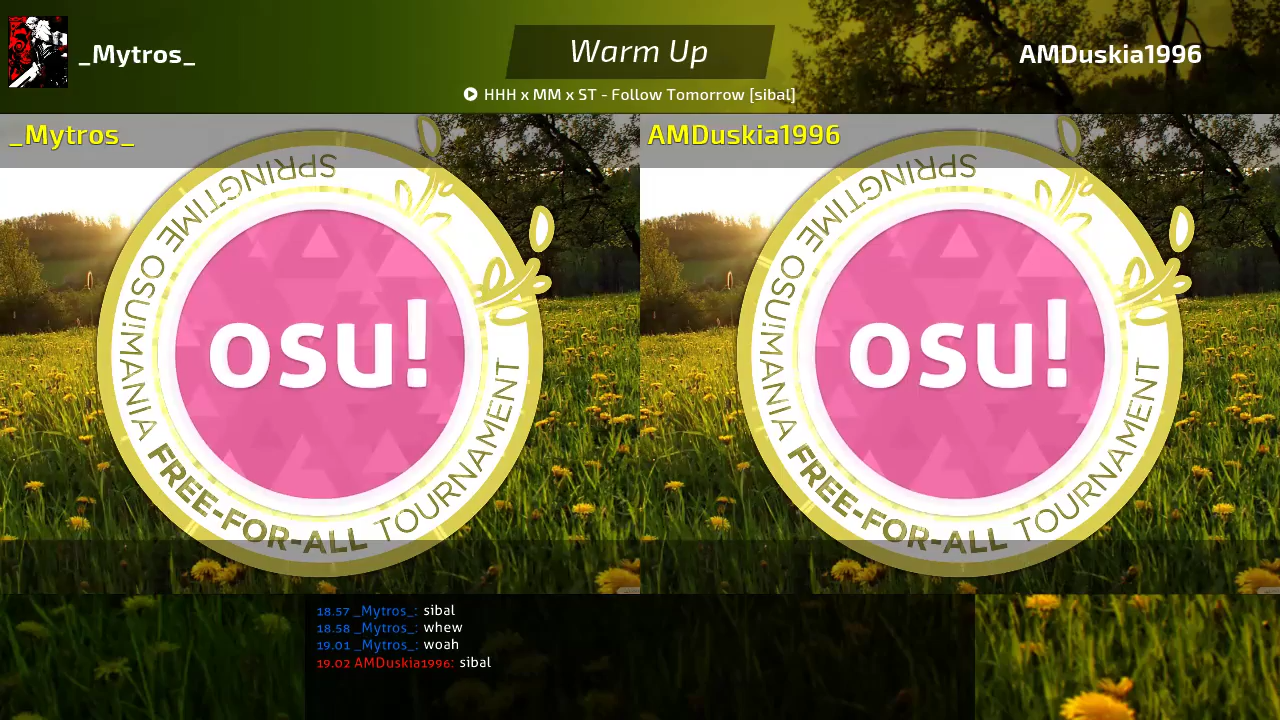 _Mytros_
Warm Up
AMDuskia1996
HHH x MM x ST - Follow Tomorrow [sibal]
_Mytros_
AMDuskia1996
SPRINGTIME OSU!MANIA FREE-FOR-ALL TOURNAMENT
osu!
SPRINGTIME OSU!MANIA FREE-FOR-ALL TOURNAMENT
osu!
18.57 _Mytros_: sibal
18.58 _Mytros_: whew
19.01 _Mytros_: woah
19.02 AMDuskia1996: sibal